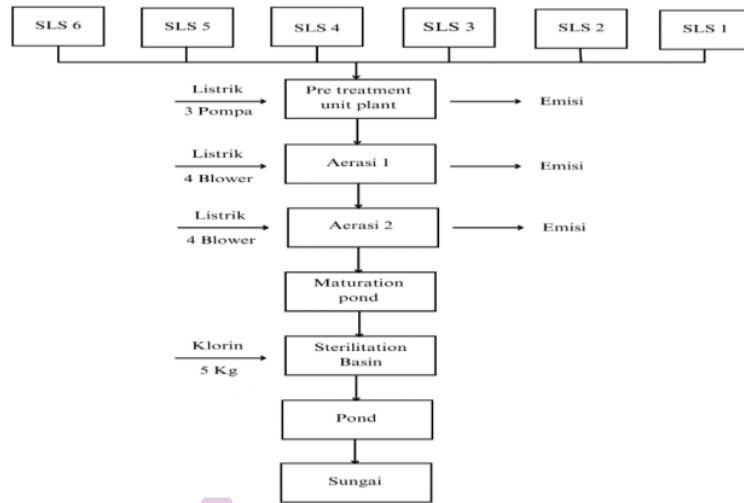 SLS 6
SLS 5
SLS 4
SLS 3
SLS 2
SLS 1
Listrik
3 Pompa
Pre treatment
unit plant
Emisi
Listrik
4 Blower
Aerasi 1
Emisi
Listrik
4 Blower
Aerasi 2
Emisi
Maturation
pond
Klorin
5 Kg
Sterilitation
Basin
Pond
Sungai